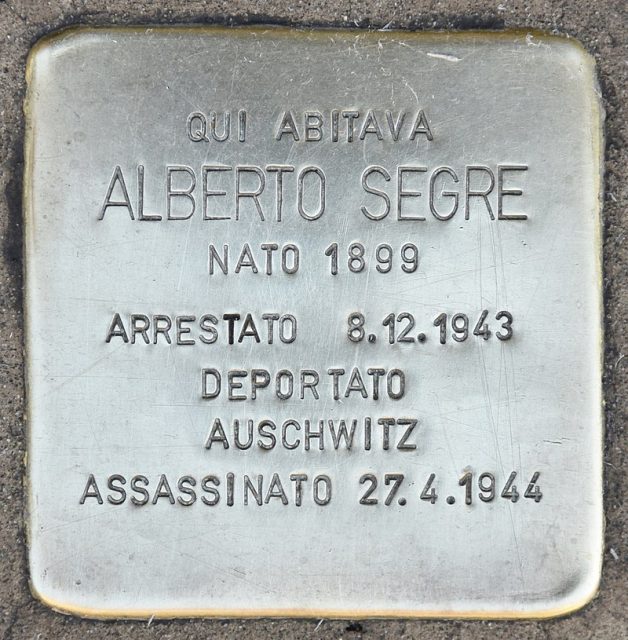 QUI ABITAVA
ALBERTO SEGRE
NATO 1899
ARRESTATO 8.12.1943
DEPORTATO
AUSCHWITZ
ASSASSINATO 27.4.1944